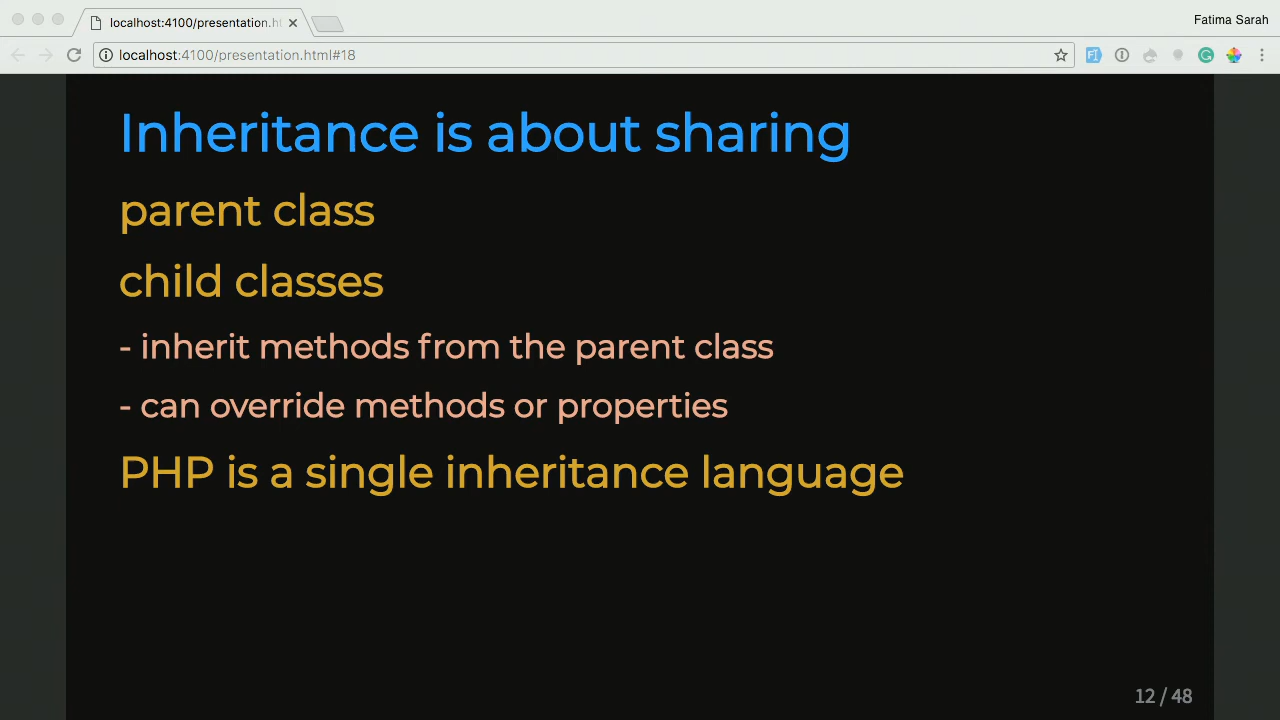 localhost:4100/presentation.h
Fatima Sarah
localhost:4100/presentation.html#18
Inheritance is about sharing
parent class
child classes
- inherit methods from the parent class
- can override methods or properties
PHP is a single inheritance language
12 / 48